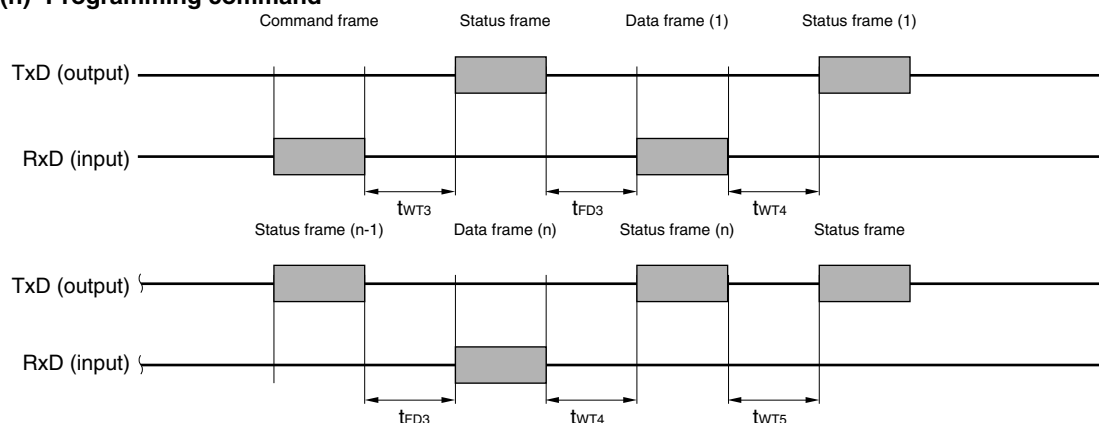 (h) Programming command
Command frame Status frame Data frame (1) Status frame (1)
TxD (output)
RxD (input)
tWT3 tFD3 tWT4
Status frame (n-1) Data frame (n) Status frame (n) Status frame
TxD (output)
RxD (input)
tFD3 tWT4 tWT5